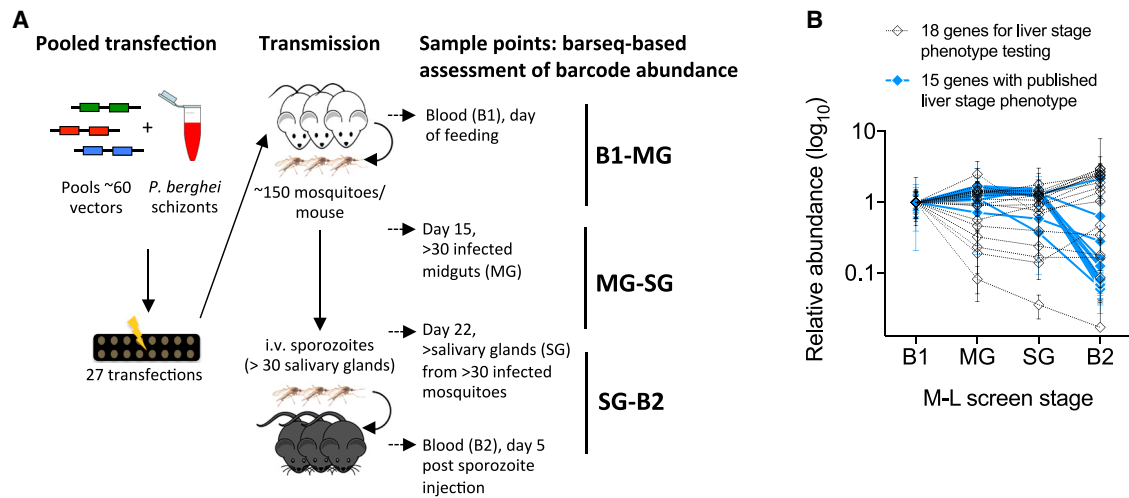 A
Pooled transfection
+
Pools ~60
vectors
P. berghei
schizonts
27 transfections
Transmission
~150 mosquitoes/
mouse
i.v. sporozoites
(> 30 salivary glands)
Sample points: barseq-based
assessment of barcode abundance
Blood (B1), day
of feeding
Day 15,
>30 infected
midguts (MG)
Day 22,
>salivary glands (SG)
from >30 infected
mosquitoes
Blood (B2), day 5
post sporozoite
injection
B1-MG
MG-SG
SG-B2
B
18 genes for liver stage
phenotype testing
15 genes with published
liver stage phenotype
Relative abundance (log10)
10
1
0.1
B1 MG SG B2
M-L screen stage